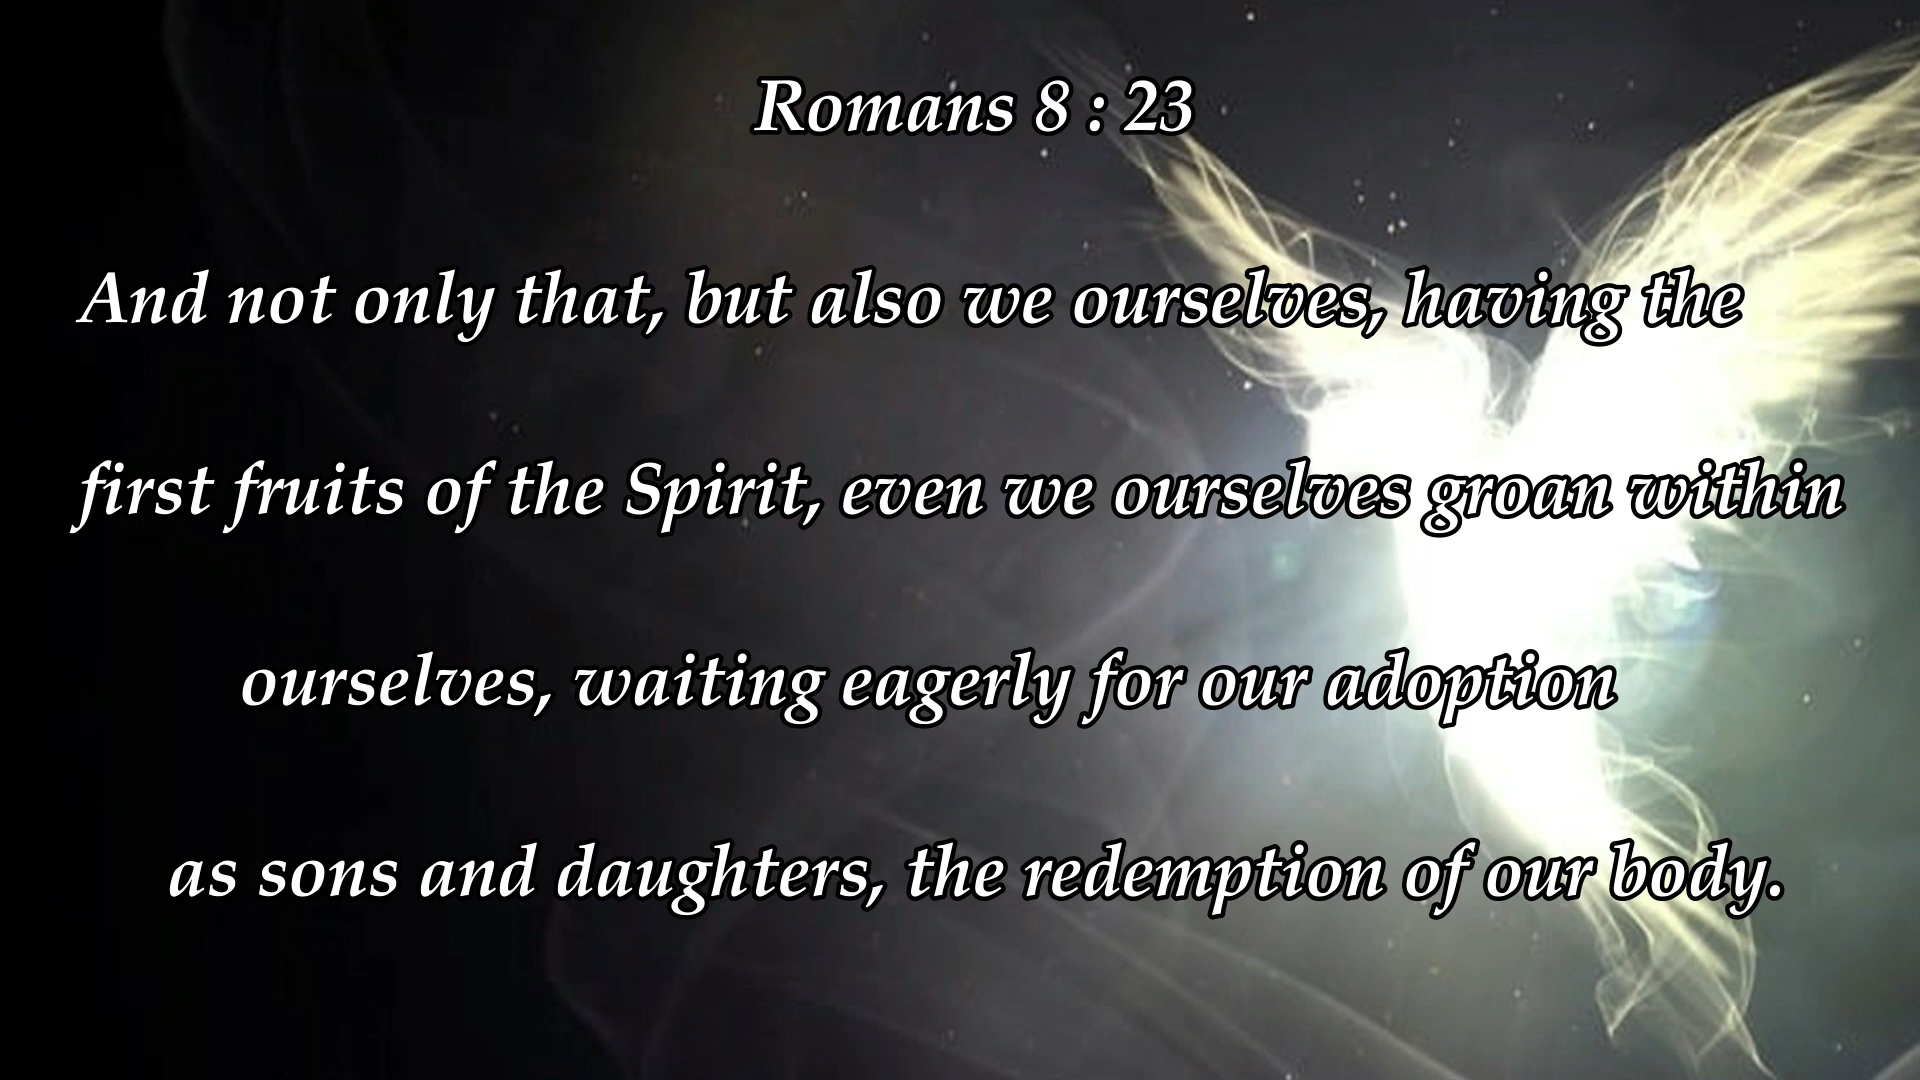 Romans 8 : 23
And not only that, but also we ourselves, having the
first fruits of the Spirit, even we ourselves groan within
ourselves, waiting eagerly for our adoption
as sons and daughters, the redemption of our body.